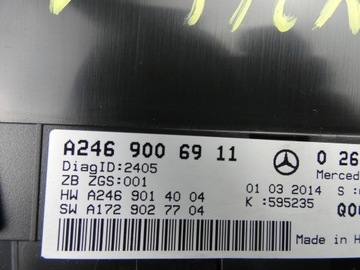 A246 900 69 11
0 26
DiagID:2405
Merced
ZB ZGS:001
HW A246 901 40 04
01 03 2014 S :
SW A172 902 77 04
K :595235
Made in H